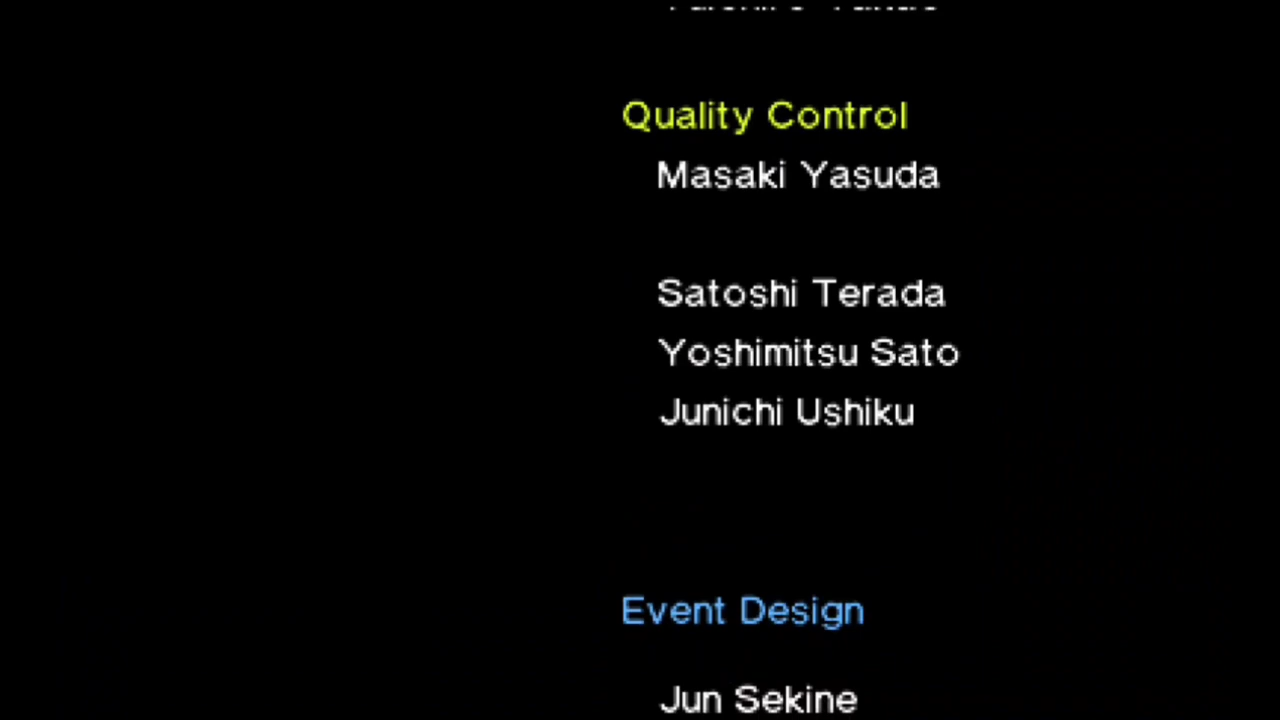 Quality Control
Masaki Yasuda
Satoshi Terada
Yoshimitsu Sato
Junichi Ushiku
Event Design
Jun Sekine